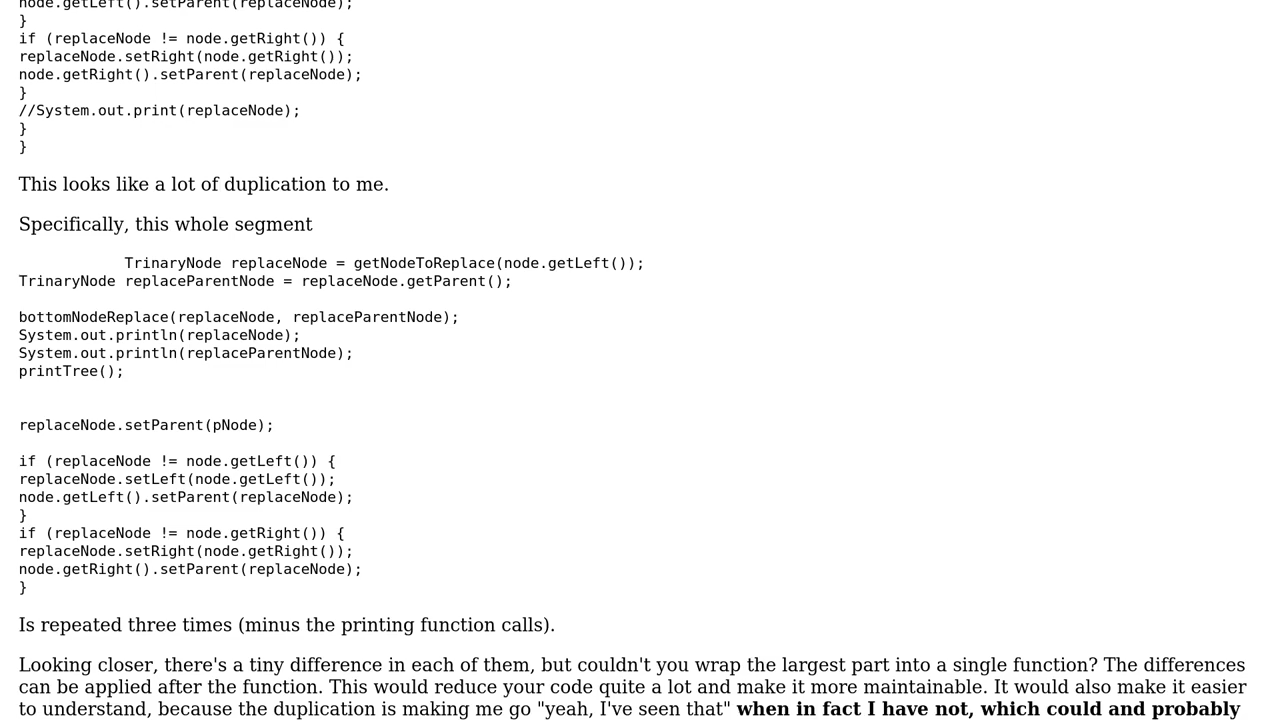 node.getLeft().setParent(replaceNode);
}
if (replaceNode != node.getRight()) {
replaceNode.setRight(node.getRight());
node.getRight().setParent(replaceNode);
}
//System.out.print(replaceNode);
}
}
This looks like a lot of duplication to me.
Specifically, this whole segment
TrinaryNode replaceNode = getNodeToReplace(node.getLeft());
TrinaryNode replaceParentNode = replaceNode.getParent();
bottomNodeReplace(replaceNode, replaceParentNode);
System.out.println(replaceNode);
System.out.println(replaceParentNode);
printTree();
replaceNode.setParent(pNode);
if (replaceNode != node.getLeft()) {
replaceNode.setLeft(node.getLeft());
node.getLeft().setParent(replaceNode);
}
if (replaceNode != node.getRight()) {
replaceNode.setRight(node.getRight());
node.getRight().setParent(replaceNode);
}
Is repeated three times (minus the printing function calls).
Looking closer, there's a tiny difference in each of them, but couldn't you wrap the largest part into a single function? The differences
can be applied after the function. This would reduce your code quite a lot and make it more maintainable. It would also make it easier
to understand, because the duplication is making me go "yeah, I've seen that" when in fact I have not, which could and probably